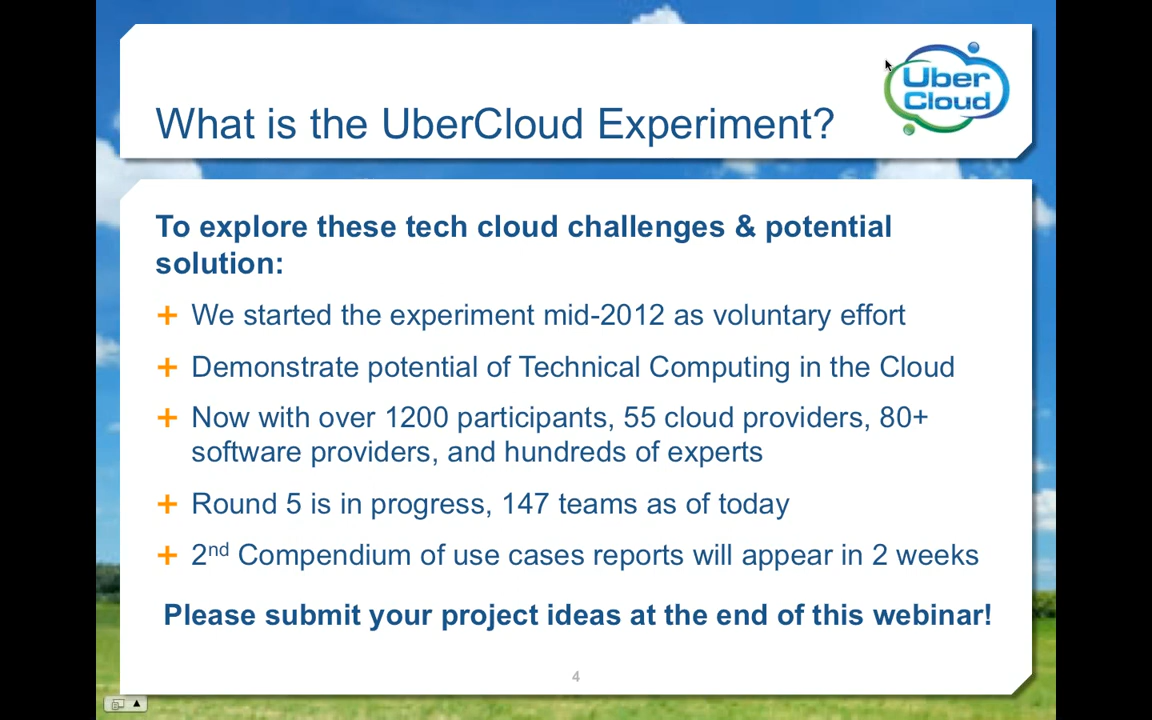 Uber
Cloud
What is the UberCloud Experiment?
To explore these tech cloud challenges & potential
solution:
+ We started the experiment mid-2012 as voluntary effort
+ Demonstrate potential of Technical Computing in the Cloud
+ Now with over 1200 participants, 55 cloud providers, 80+
software providers, and hundreds of experts
+ Round 5 is in progress, 147 teams as of today
+ 2nd Compendium of use cases reports will appear in 2 weeks
Please submit your project ideas at the end of this webinar!
4